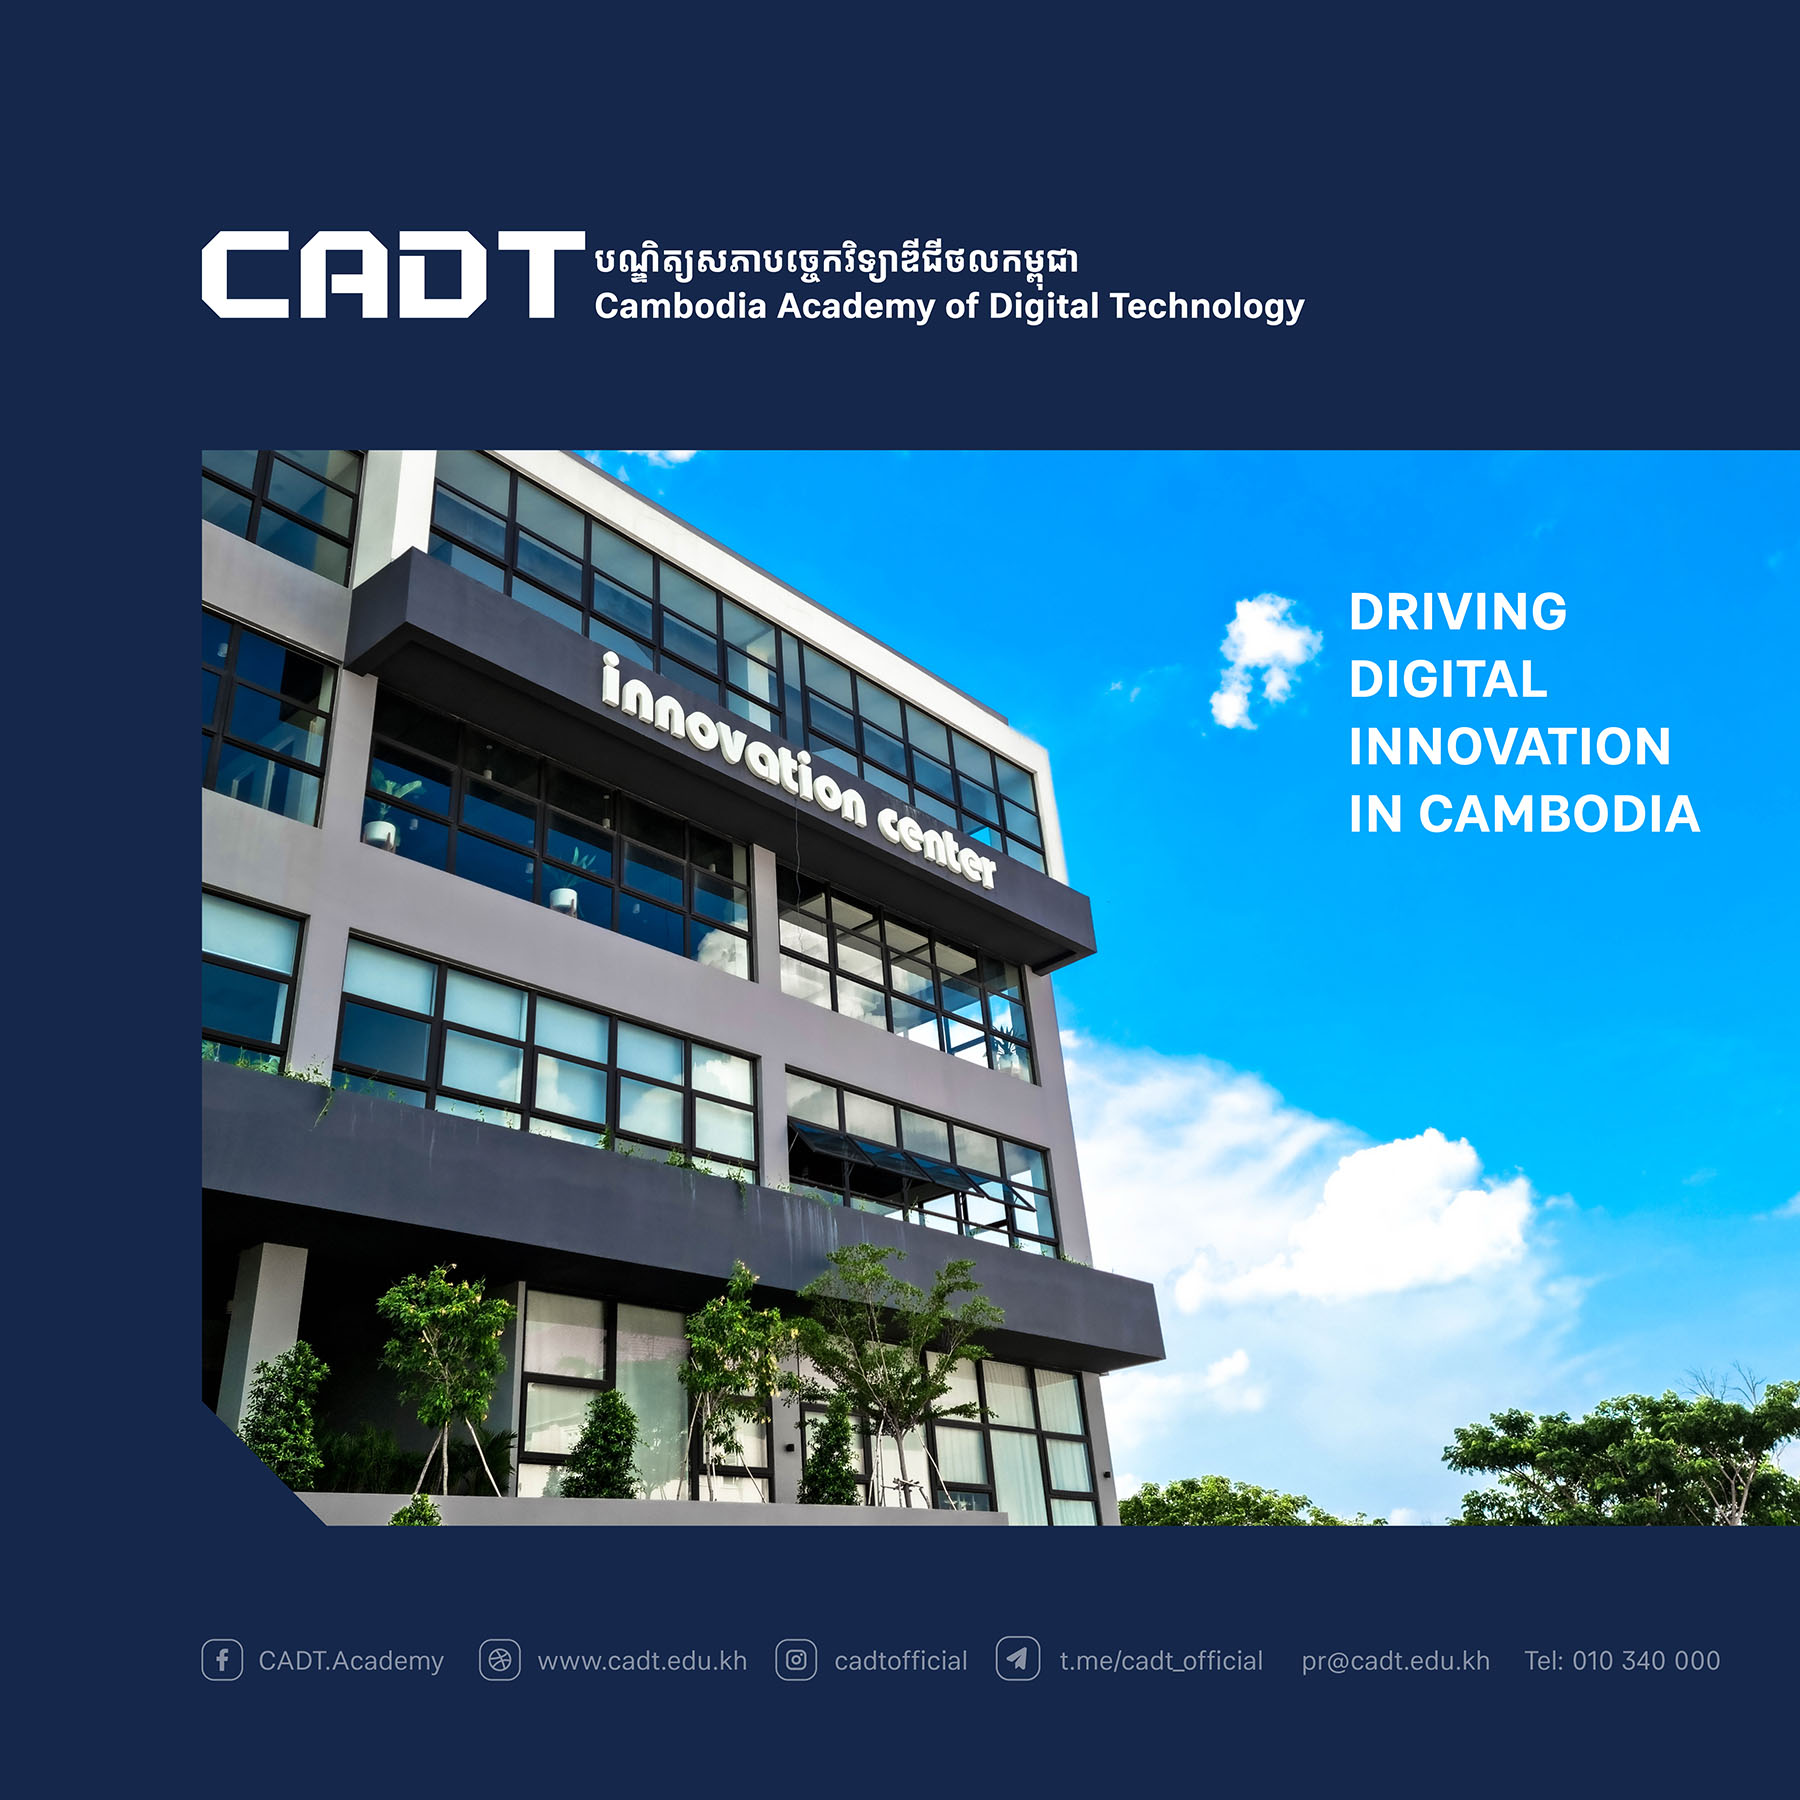 CADT
បណ្ឌិត្យសភាបច្ចេកវិទ្យាឌីជីថលកម្ពុជា
Cambodia Academy of Digital Technology
innovation center
DRIVING
DIGITAL
INNOVATION
IN CAMBODIA
CADT.Academy www.cadt.edu.kh cadtofficial t.me/cadt_official pr@cadt.edu.kh Tel: 010 340 000